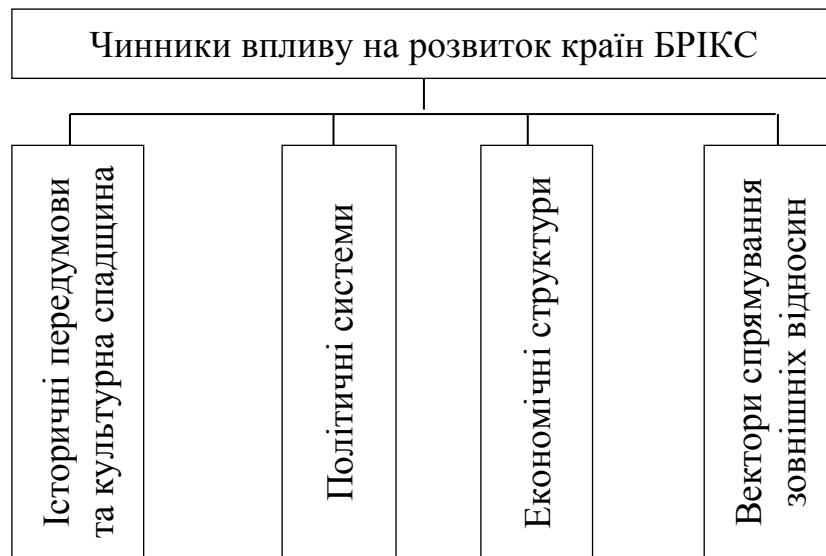 Чинники впливу на розвиток країн БРІКС
Історичні передумови
та культурна спадщина
Політичні системи
Економічні структури
Вектори спрямування
зовнішніх відносин